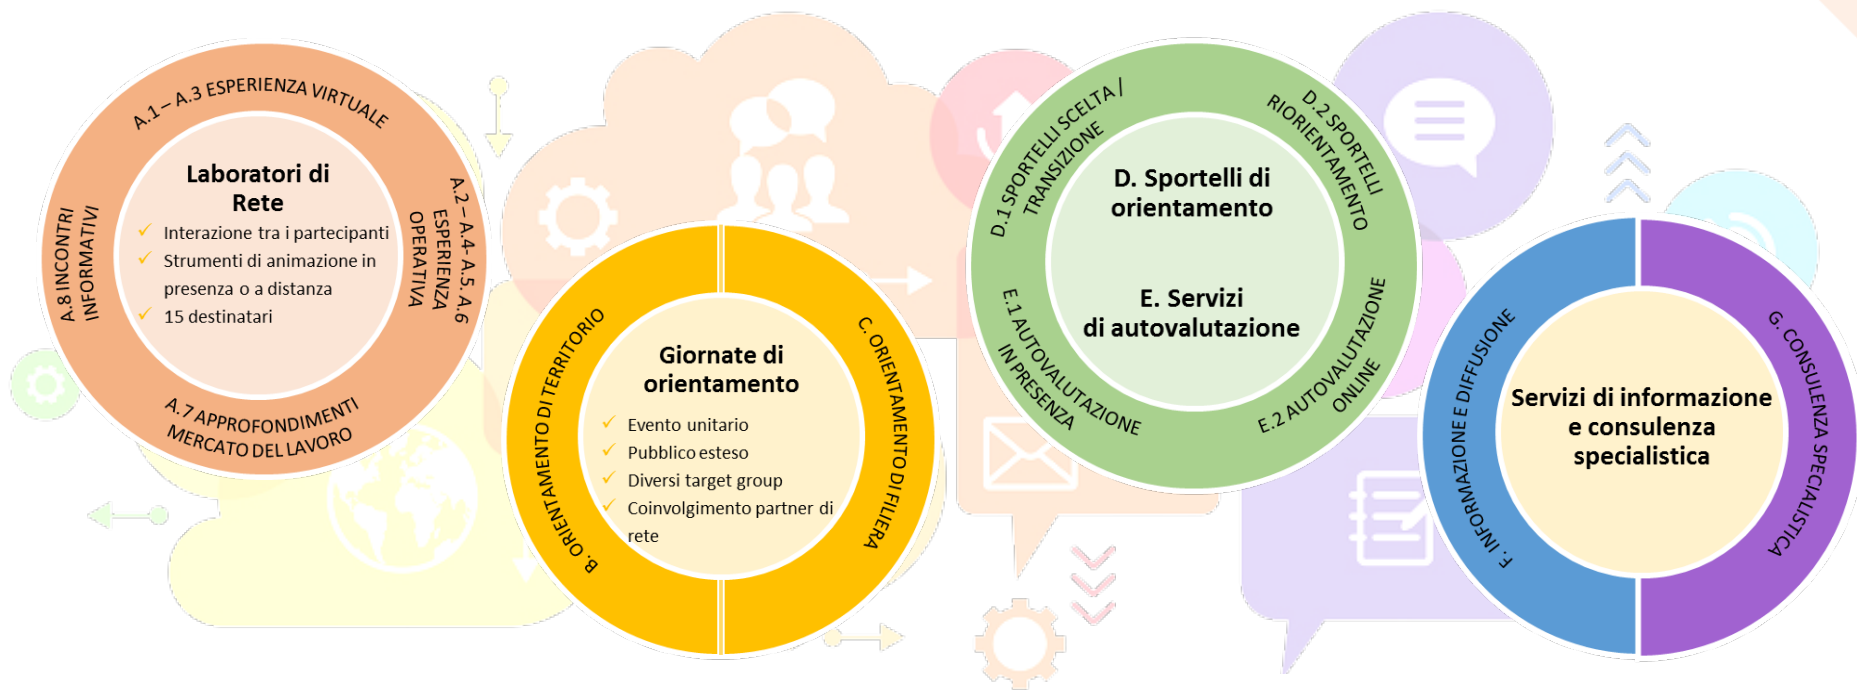 A.1 – A.3 ESPERIENZA VIRTUALE
A.2 – A.4- A.5. A.6
ESPERIENZA
OPERATIVA
A.7 APPROFONDIMENTI
MERCATO DEL LAVORO
A.8 INCONTRI
INFORMATIVI
Laboratori di
Rete
✓ Interazione tra i partecipanti
✓ Strumenti di animazione in
presenza o a distanza
✓ 15 destinatari
B. ORIENTAMENTO DI TERRITORIO
C. ORIENTAMENTO DI FILIERA
Giornate di
orientamento
✓ Evento unitario
✓ Pubblico esteso
✓ Diversi target group
✓ Coinvolgimento partner di
rete
D.1 SPORTELLI SCELTA /
TRANSIZIONE
D.2 SPORTELLI
RIORIENTAMENTO
D. Sportelli di
orientamento
E. Servizi
di autovalutazione
E.1 AUTOVALUTAZIONE
IN PRESENZA
E.2 AUTOVALUTAZIONE
ONLINE
F. INFORMAZIONE E DIFFUSIONE
G. CONSULENZA SPECIALISTICA
Servizi di informazione
e consulenza
specialistica